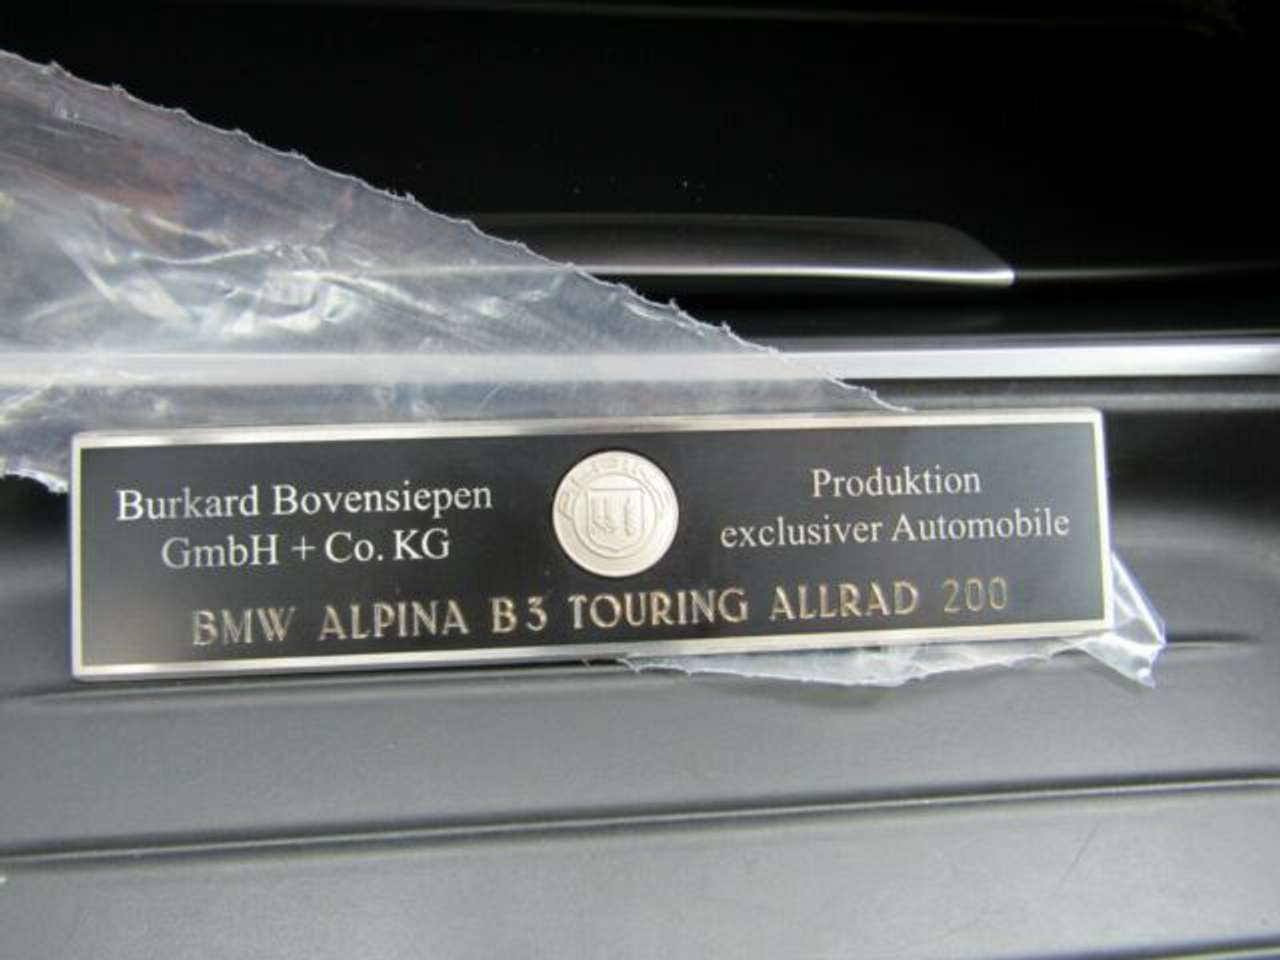 Burkard Bovensiepen
GmbH + Co. KG
Produktion
exclusiver Automobile
BMW ALPINA B3 TOURING ALLRAD 200